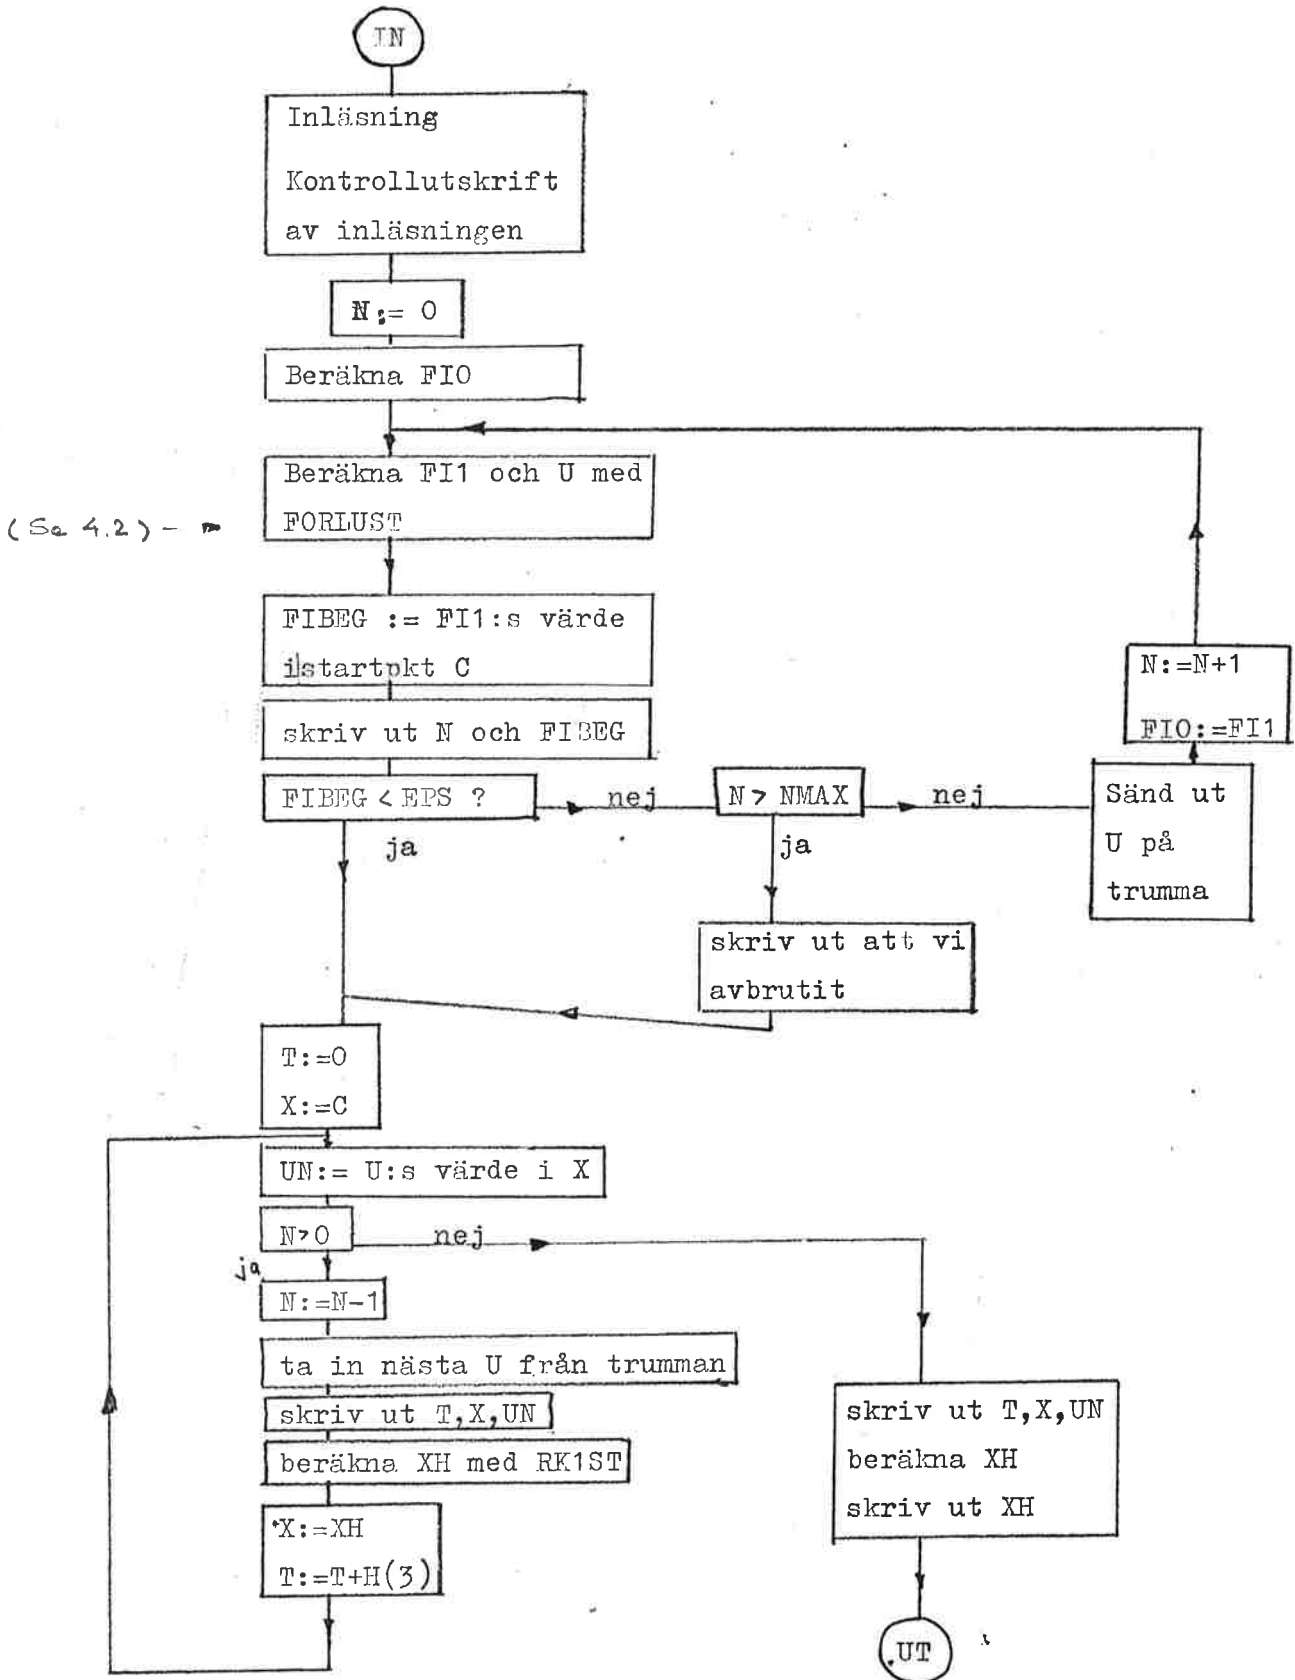 IN
Inläsning
Kontrollutskrift
av inläsningen
N:= 0
Beräkna FI0
Beräkna FI1 och U med
FORLUST
(Se 4.2) -
FIBEG := FI1:s värde
i startpkt C
skriv ut N och FIBEG
FIBEG < EPS ?
nej
N > NMAX
nej
Sänd ut
U på
trumma
N:=N+1
FI0:=FI1
ja
ja
skriv ut att vi
avbrutit
T:=0
X:=C
UN:= U:s värde i X
N>0
nej
ja
N:=N-1
ta in nästa U från trumman
skriv ut T,X,UN
beräkna XH med RK1ST
X:=XH
T:=T+H(3)
skriv ut T,X,UN
beräkna XH
skriv ut XH
UT